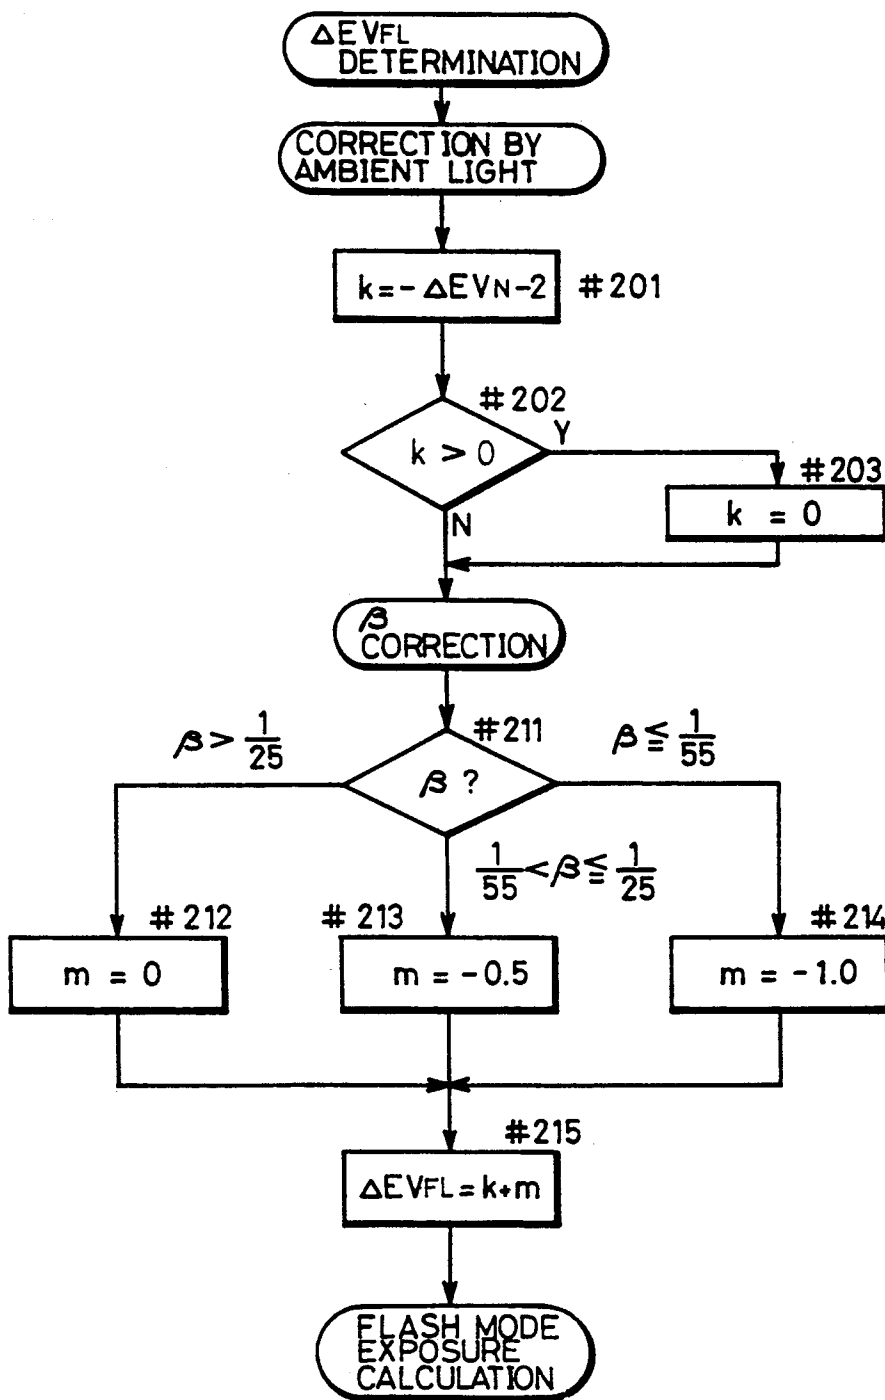 ΔEVFL
DETERMINATION
CORRECTION BY
AMBIENT LIGHT
k=-ΔEVN-2
#201
#202
k > 0
Y
N
#203
k = 0
β
CORRECTION
#211
β ?
β > 1/25
β ≦ 1/55
1/55 < β ≦ 1/25
#212
m = 0
#213
m = -0.5
#214
m = -1.0
#215
ΔEVFL=k+m
FLASH MODE
EXPOSURE
CALCULATION